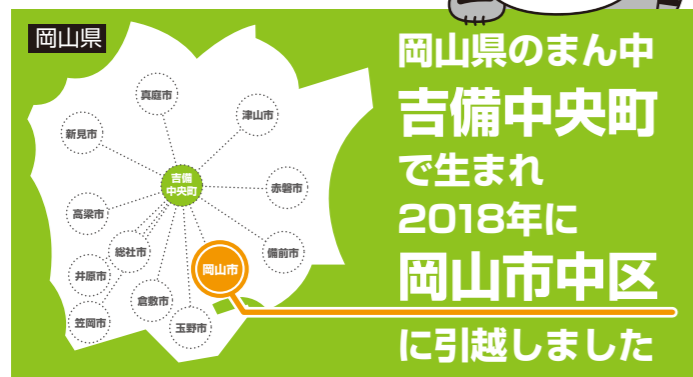 岡山県
真庭市
津山市
新見市
吉備
中央町
赤磐市
高梁市
総社市
備前市
井原市
岡山市
倉敷市
笠岡市
玉野市
岡山県のまん中
吉備中央町
で生まれ
2018年に
岡山市中区
に引越しました